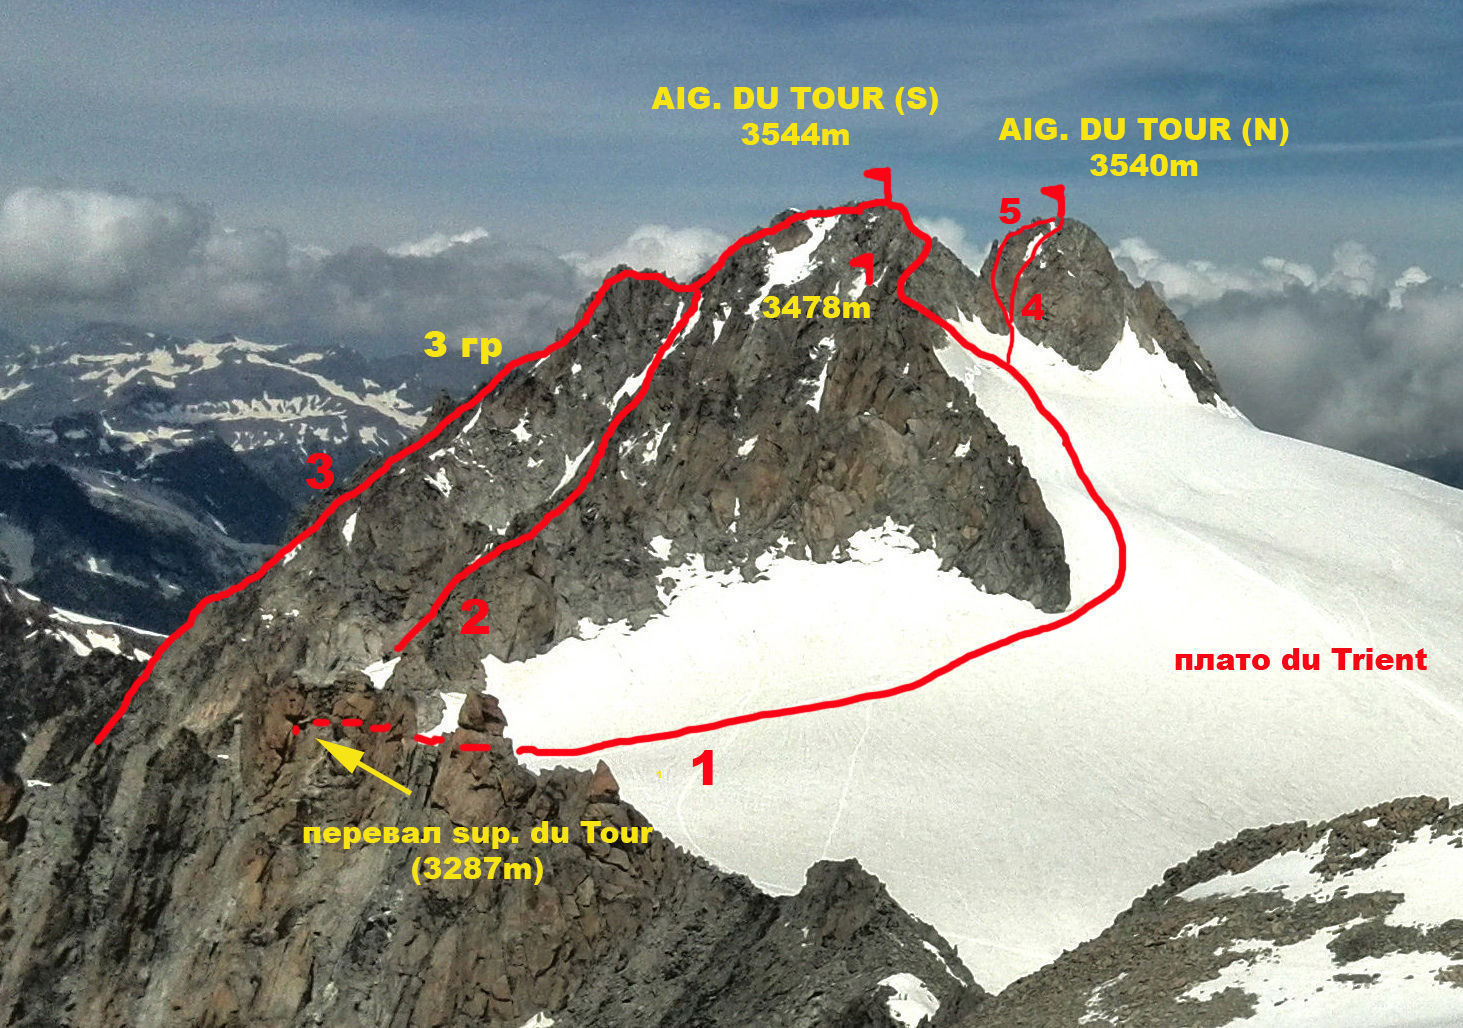 AIG. DU TOUR (S)
3544m
AIG. DU TOUR (N)
3540m
5
1
4
3478m
3 гр
3
2
плато du Trient
1
перевал sup. du Tour
(3287m)